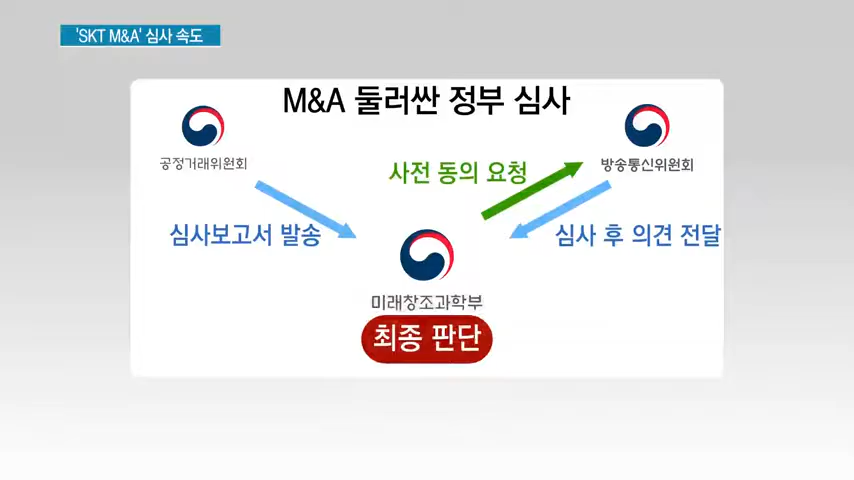 'SKT M&A' 심사 속도
M&A 둘러싼 정부 심사
공정거래위원회
방송통신위원회
사전 동의 요청
심사보고서 발송
심사 후 의견 전달
미래창조과학부
최종 판단